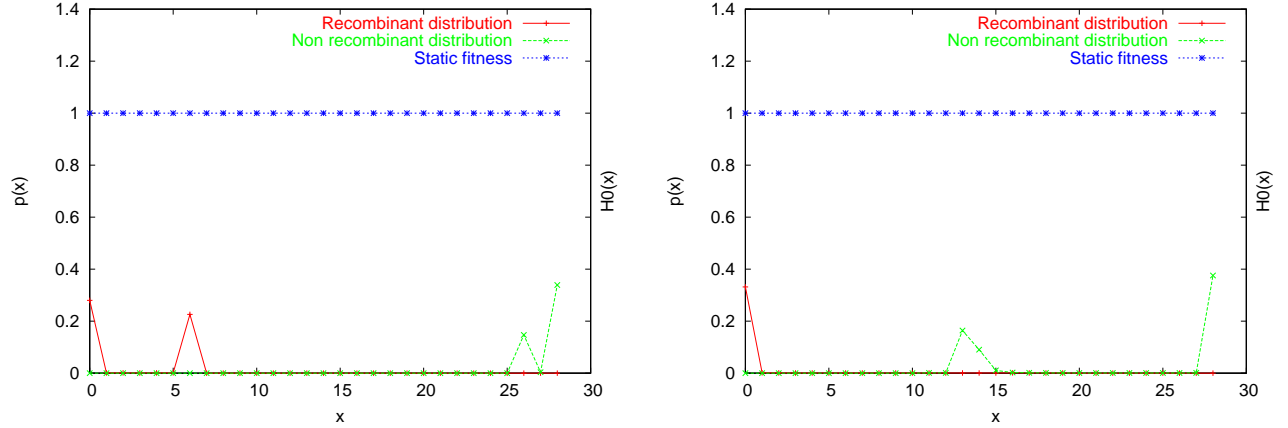 Recombinant distribution
Non recombinant distribution
Static fitness
1.4
1.2
1
0.8
0.6
0.4
0.2
0
p(x)
H0(x)
0 5 10 15 20 25 30
x
Recombinant distribution
Non recombinant distribution
Static fitness
1.4
1.2
1
0.8
0.6
0.4
0.2
0
p(x)
H0(x)
0 5 10 15 20 25 30
x